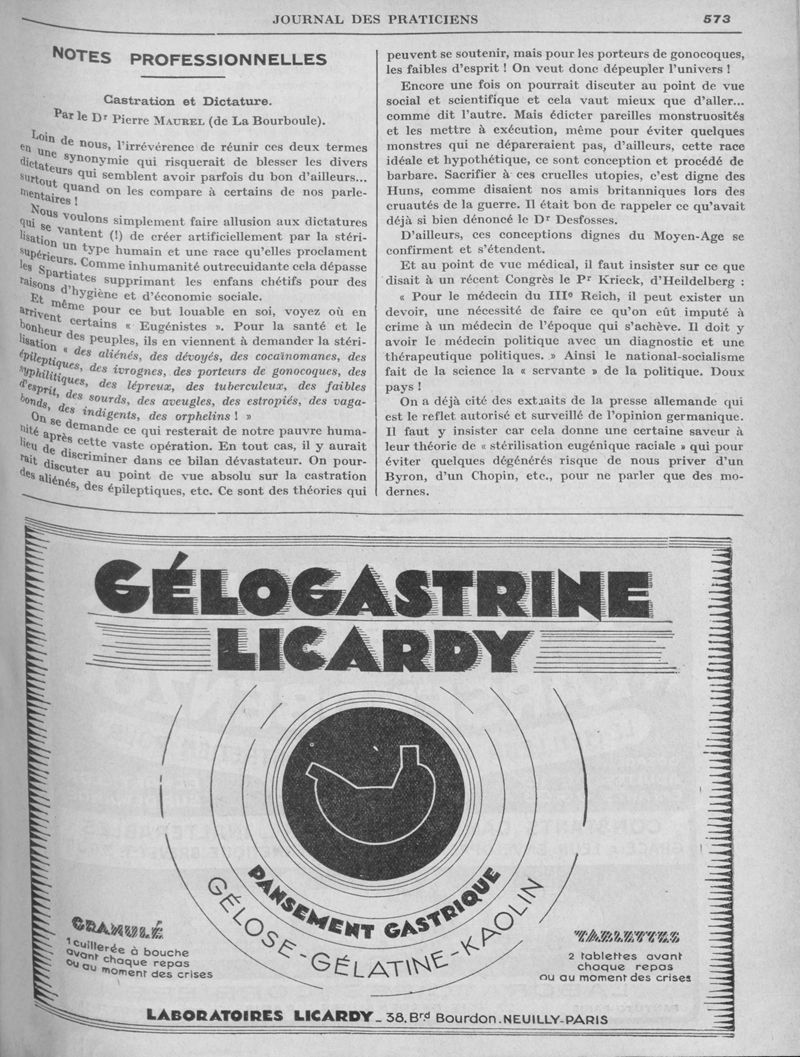 JOURNAL DES PRATICIENS 573
NOTES PROFESSIONNELLES
Castration et Dictature.
Par le Dr Pierre MAUREL (de La Bourboule).
Loin de nous, l'irrévérence de réunir ces deux termes
en une synonymie qui risquerait de blesser les divers
dictateurs qui semblent avoir parfois du bon d'ailleurs...
surtout quand on les compare à certains de nos parle-
mentaires !
Nous voulons simplement faire allusion aux dictatures
qui se vantent (!) de créer artificiellement par la stéri-
lisation un type humain et une race qu'elles proclament
supérieurs. Comme inhumanité outrecuidante cela dépasse
les Spartiates supprimant les enfans chétifs pour des
raisons d'hygiène et d'économie sociale.
Et même pour ce but louable en soi, voyez où en
arrivent certains « Eugénistes ». Pour la santé et le
bonheur des peuples, ils en viennent à demander la stéri-
lisation « des aliénés, des dévoyés, des cocaïnomanes, des
épileptiques, des ivrognes, des porteurs de gonocoques, des
syphilitiques, des lépreux, des tuberculeux, des faibles
d'esprit, des sourds, des aveugles, des estropiés, des vaga-
bonds, des indigents, des orphelins ! »
On se demande ce qui resterait de notre pauvre huma-
nité après cette vaste opération. En tout cas, il y aurait
lieu de discriminer dans ce bilan dévastateur. On pour-
rait discuter au point de vue absolu sur la castration
des aliénés, des épileptiques, etc. Ce sont des théories qui
peuvent se soutenir, mais pour les porteurs de gonocoques,
les faibles d'esprit ! On veut donc dépeupler l'univers !
Encore une fois on pourrait discuter au point de vue
social et scientifique et cela vaut mieux que d'aller...
comme dit l'autre. Mais édicter pareilles monstruosités
et les mettre à exécution, même pour éviter quelques
monstres qui ne dépareraient pas, d'ailleurs, cette race
idéale et hypothétique, ce sont conception et procédé de
barbare. Sacrifier à ces cruelles utopies, c'est digne des
Huns, comme disaient nos amis britanniques lors des
cruautés de la guerre. Il était bon de rappeler ce qu'avait
déjà si bien dénoncé le Dr Desfosses.
D'ailleurs, ces conceptions dignes du Moyen-Age se
confirment et s'étendent.
Et au point de vue médical, il faut insister sur ce que
disait à un récent Congrès le Pr Krieck, d'Heildelberg :
« Pour le médecin du IIIe Reich, il peut exister un
devoir, une nécessité de faire ce qu'on eût imputé à
crime à un médecin de l'époque qui s'achève. Il doit y
avoir le médecin politique avec un diagnostic et une
thérapeutique politiques. » Ainsi le national-socialisme
fait de la science la « servante » de la politique. Doux
pays !
On a déjà cité des extraits de la presse allemande qui
est le reflet autorisé et surveillé de l'opinion germanique.
Il faut y insister car cela donne une certaine saveur à
leur théorie de « stérilisation eugénique raciale » qui pour
éviter quelques dégénérés risque de nous priver d'un
Byron, d'un Chopin, etc., pour ne parler que des mo-
dernes.
GÉLOGASTRINE
LICARDY
PANSEMENT GASTRIQUE
GÉLOSE-GÉLATINE-KAOLIN
GRANULÉ
1 cuillerée à bouche
avant chaque repas
ou au moment des crises
TABLETTES
2 tablettes avant
chaque repas
ou au moment des crises
LABORATOIRES LICARDY_38, Brd Bourdon.NEUILLY-PARIS